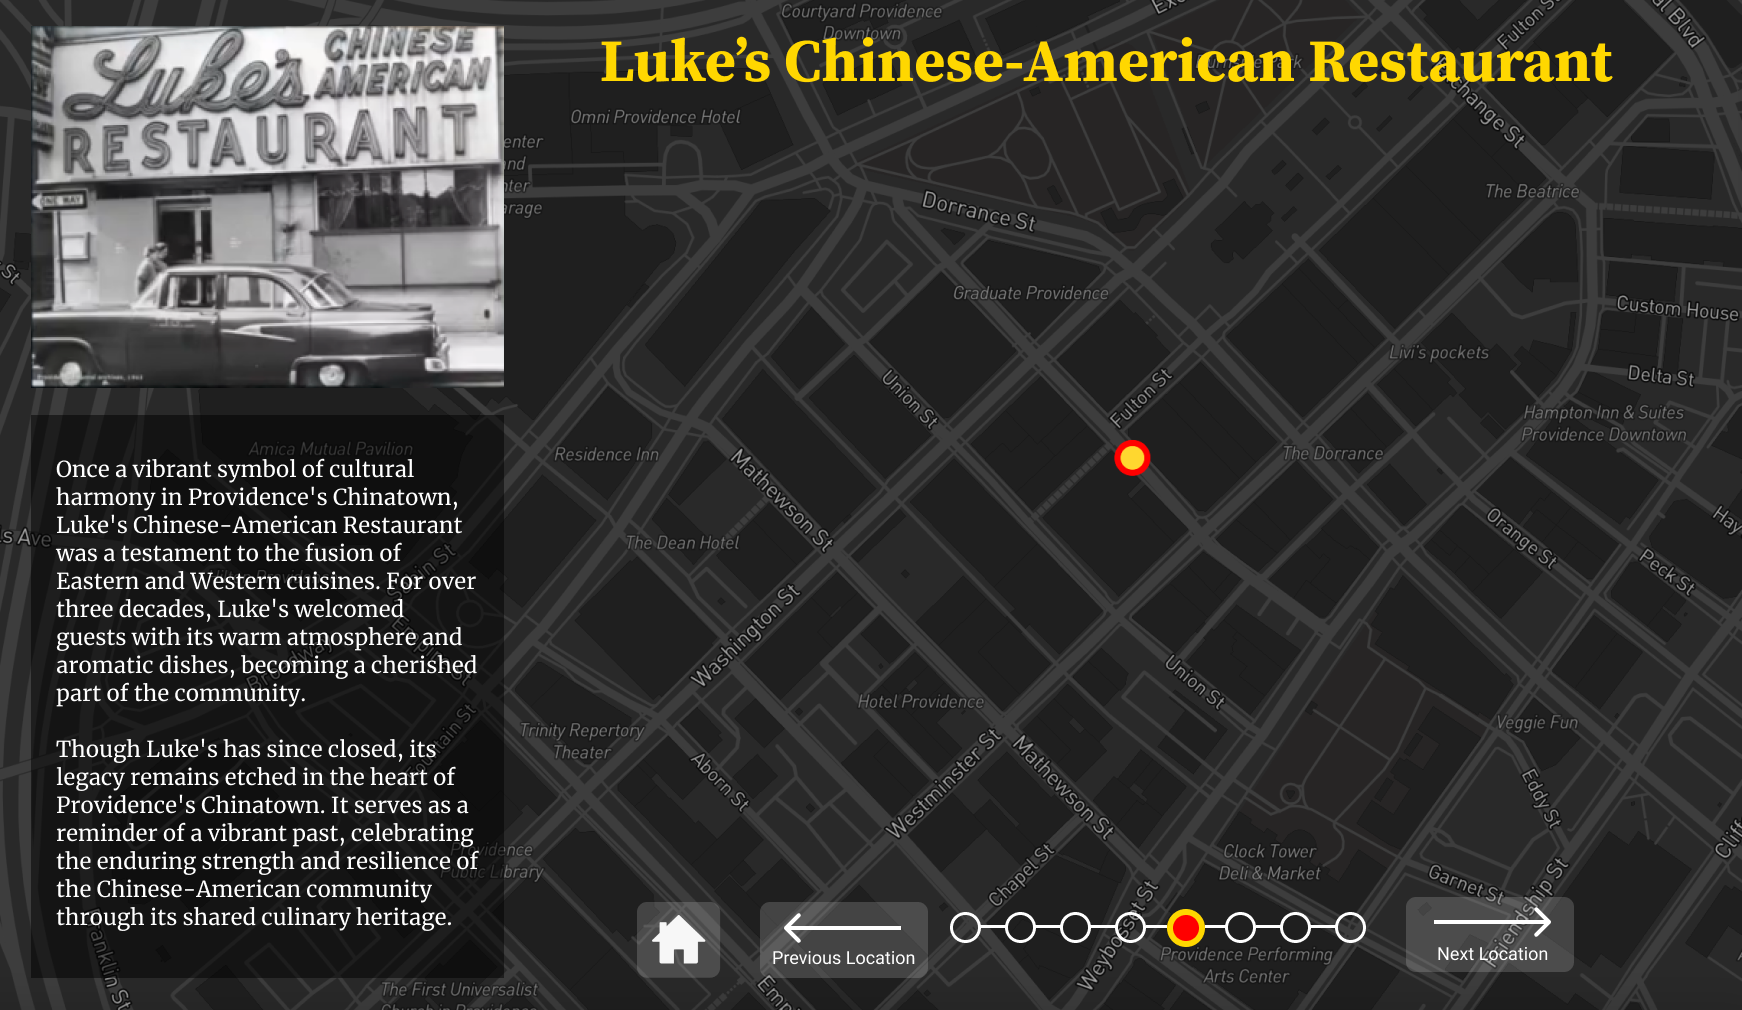 Luke’s Chinese-American Restaurant
Luke's CHINESE
AMERICAN
RESTAURANT
ONE WAY
Once a vibrant symbol of cultural
harmony in Providence's Chinatown,
Luke's Chinese-American Restaurant
was a testament to the fusion of
Eastern and Western cuisines. For over
three decades, Luke's welcomed
guests with its warm atmosphere and
aromatic dishes, becoming a cherished
part of the community.
Though Luke's has since closed, its
legacy remains etched in the heart of
Providence's Chinatown. It serves as a
reminder of a vibrant past, celebrating
the enduring strength and resilience of
the Chinese-American community
through its shared culinary heritage.
Courtyard Providence
Downtown
Fulton St
Omni Providence Hotel
Dorrance St
The Beatrice
Graduate Providence
Custom House
Livi's pockets
Delta St
Union St
Fulton St
Hampton Inn & Suites
Providence Downtown
Amica Mutual Pavilion
Residence Inn
The Dorrance
Mathewson St
The Dean Hotel
Orange St
Peck St
Washington St
Broadway
Union St
Hotel Providence
Trinity Repertory
Theater
Veggie Fun
Aborn St
Westminster St
Mathewson St
Eddy St
Providence
Public Library
Clock Tower
Deli & Market
Chapel St
Garnet St
Friendship St
Weybosset St
Providence Performing
Arts Center
The First Universalist
Previous Location
Next Location